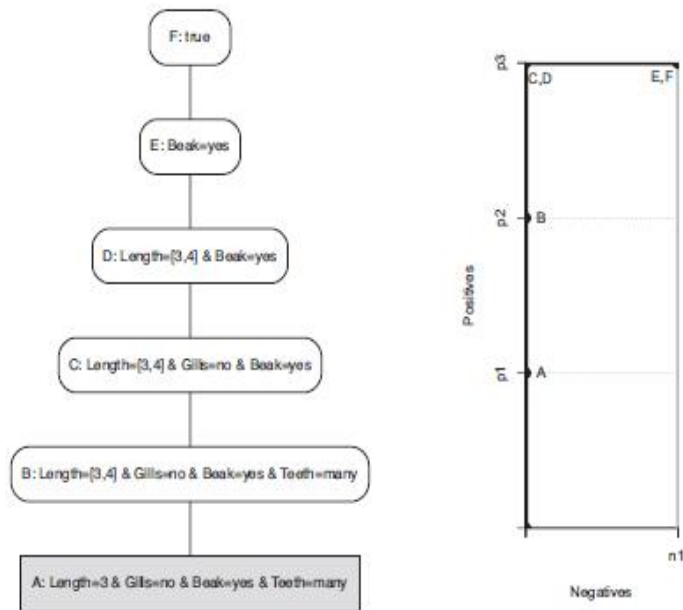 F: true
E: Beak=yes
D: Length=[3,4] & Beak=yes
C: Length=[3,4] & Gills=no & Beak=yes
B: Length=[3,4] & Gills=no & Beak=yes & Teeth=many
A: Length=3 & Gills=no & Beak=yes & Teeth=many
p3
C,D
E,F
p2
B
Positives
p1
A
n1
Negatives